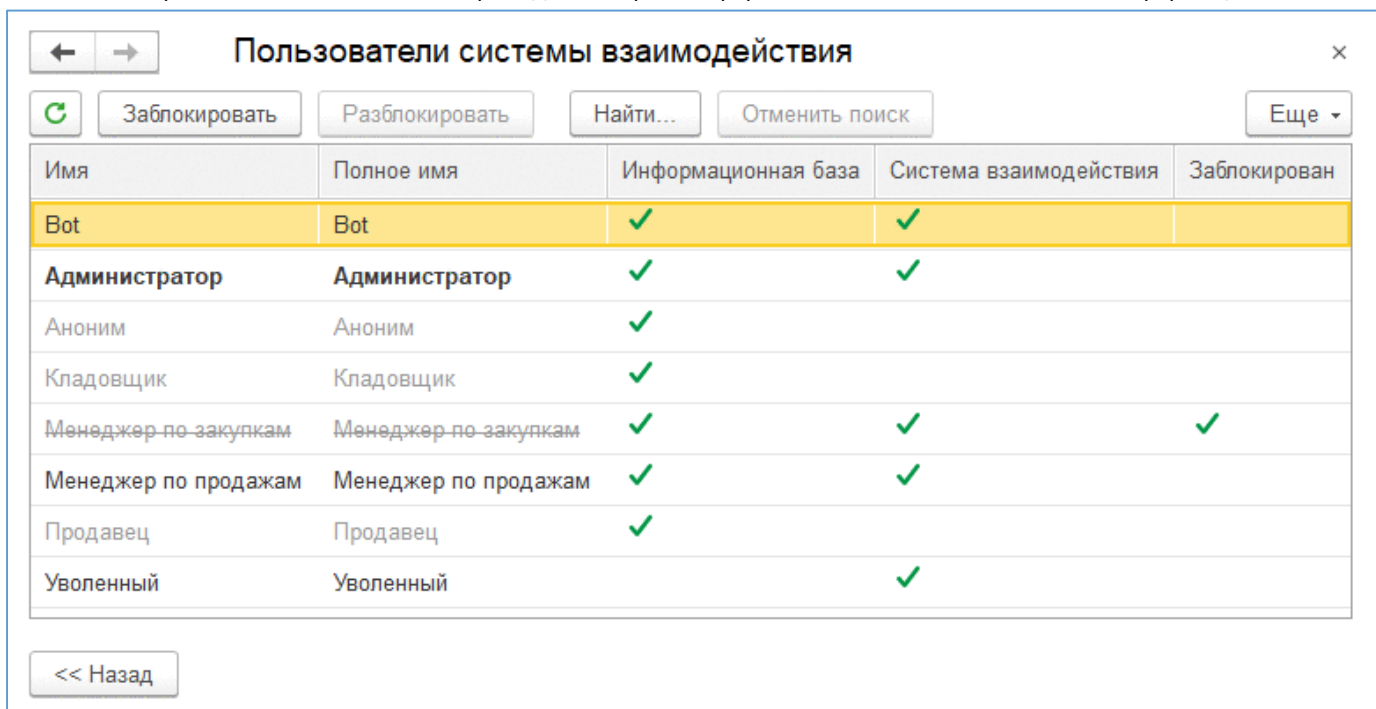 Пользователи системы взаимодействия
Заблокировать Разблокировать Найти... Отменить поиск Еще
Имя Полное имя Информационная база Система взаимодействия Заблокирован
Bot Bot
Администратор Администратор
Аноним Аноним
Кладовщик Кладовщик
Менеджер по закупкам Менеджер по закупкам
Менеджер по продажам Менеджер по продажам
Продавец Продавец
Уволенный Уволенный
<< Назад